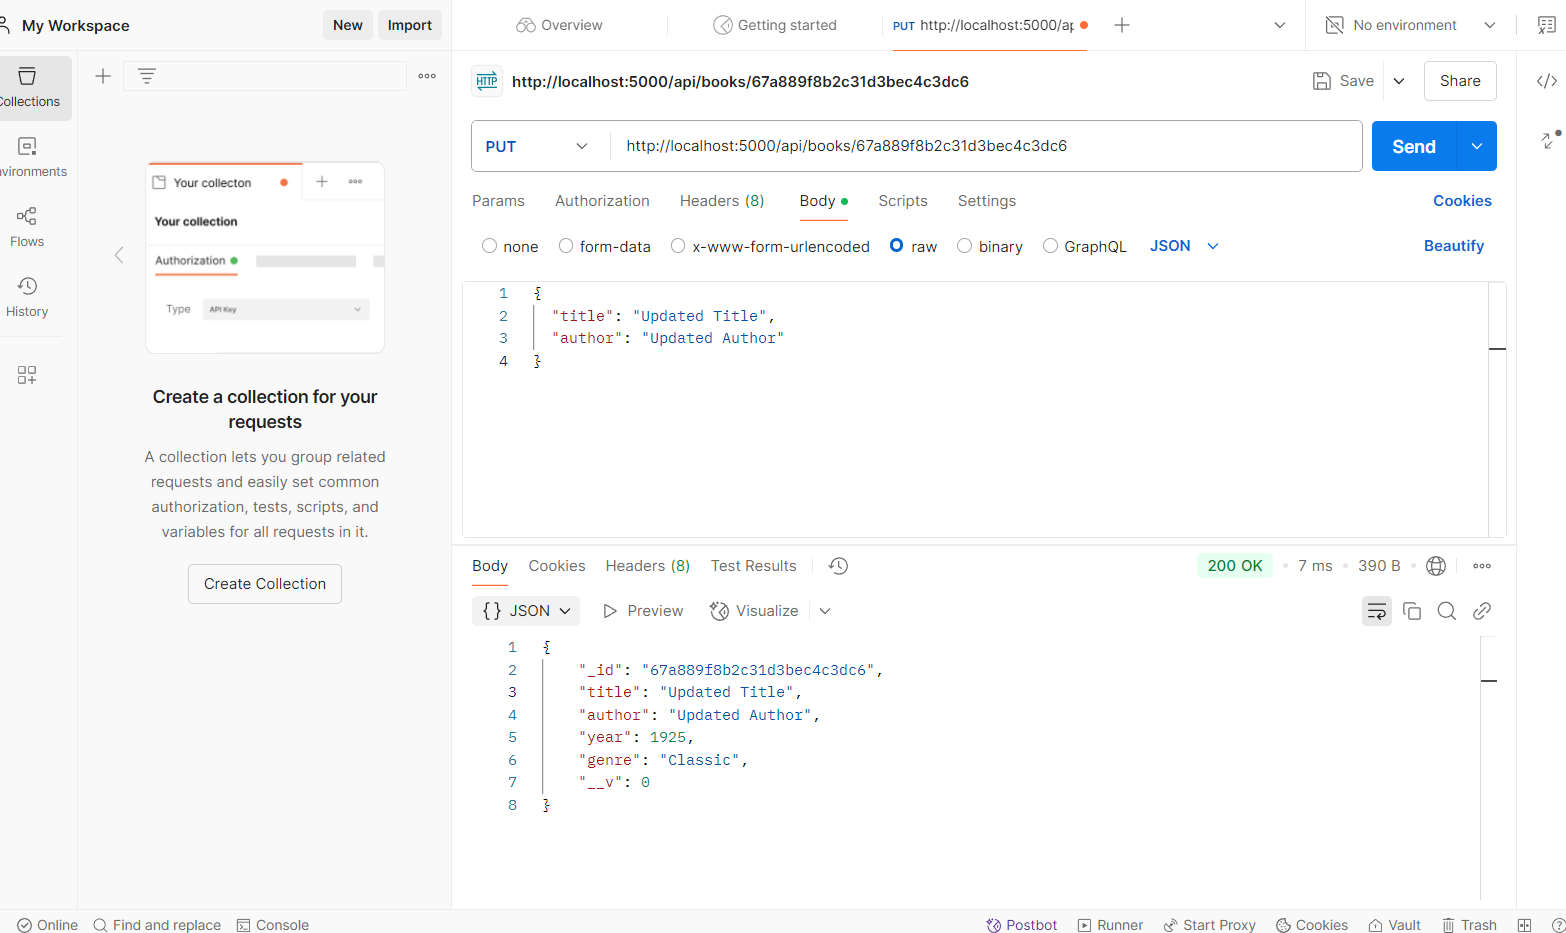 My Workspace
New
Import
Overview
Getting started
PUT http://localhost:5000/ap
No environment
Collections
Environments
Flows
History
Your collecton
Your collection
Authorization
Type
API Key
Create a collection for your
requests
A collection lets you group related
requests and easily set common
authorization, tests, scripts, and
variables for all requests in it.
Create Collection
HTTP
http://localhost:5000/api/books/67a889f8b2c31d3bec4c3dc6
Save
Share
PUT
http://localhost:5000/api/books/67a889f8b2c31d3bec4c3dc6
Send
Params Authorization Headers (8) Body Scripts Settings
Cookies
none form-data x-www-form-urlencoded raw binary GraphQL JSON
Beautify
1 {
2 "title": "Updated Title",
3 "author": "Updated Author"
4 }
Body Cookies Headers (8) Test Results
200 OK 7 ms 390 B
{} JSON Preview Visualize
1 {
2 "_id": "67a889f8b2c31d3bec4c3dc6",
3 "title": "Updated Title",
4 "author": "Updated Author",
5 "year": 1925,
6 "genre": "Classic",
7 "__v": 0
8 }
Online Find and replace Console
Postbot Runner Start Proxy Cookies Vault Trash